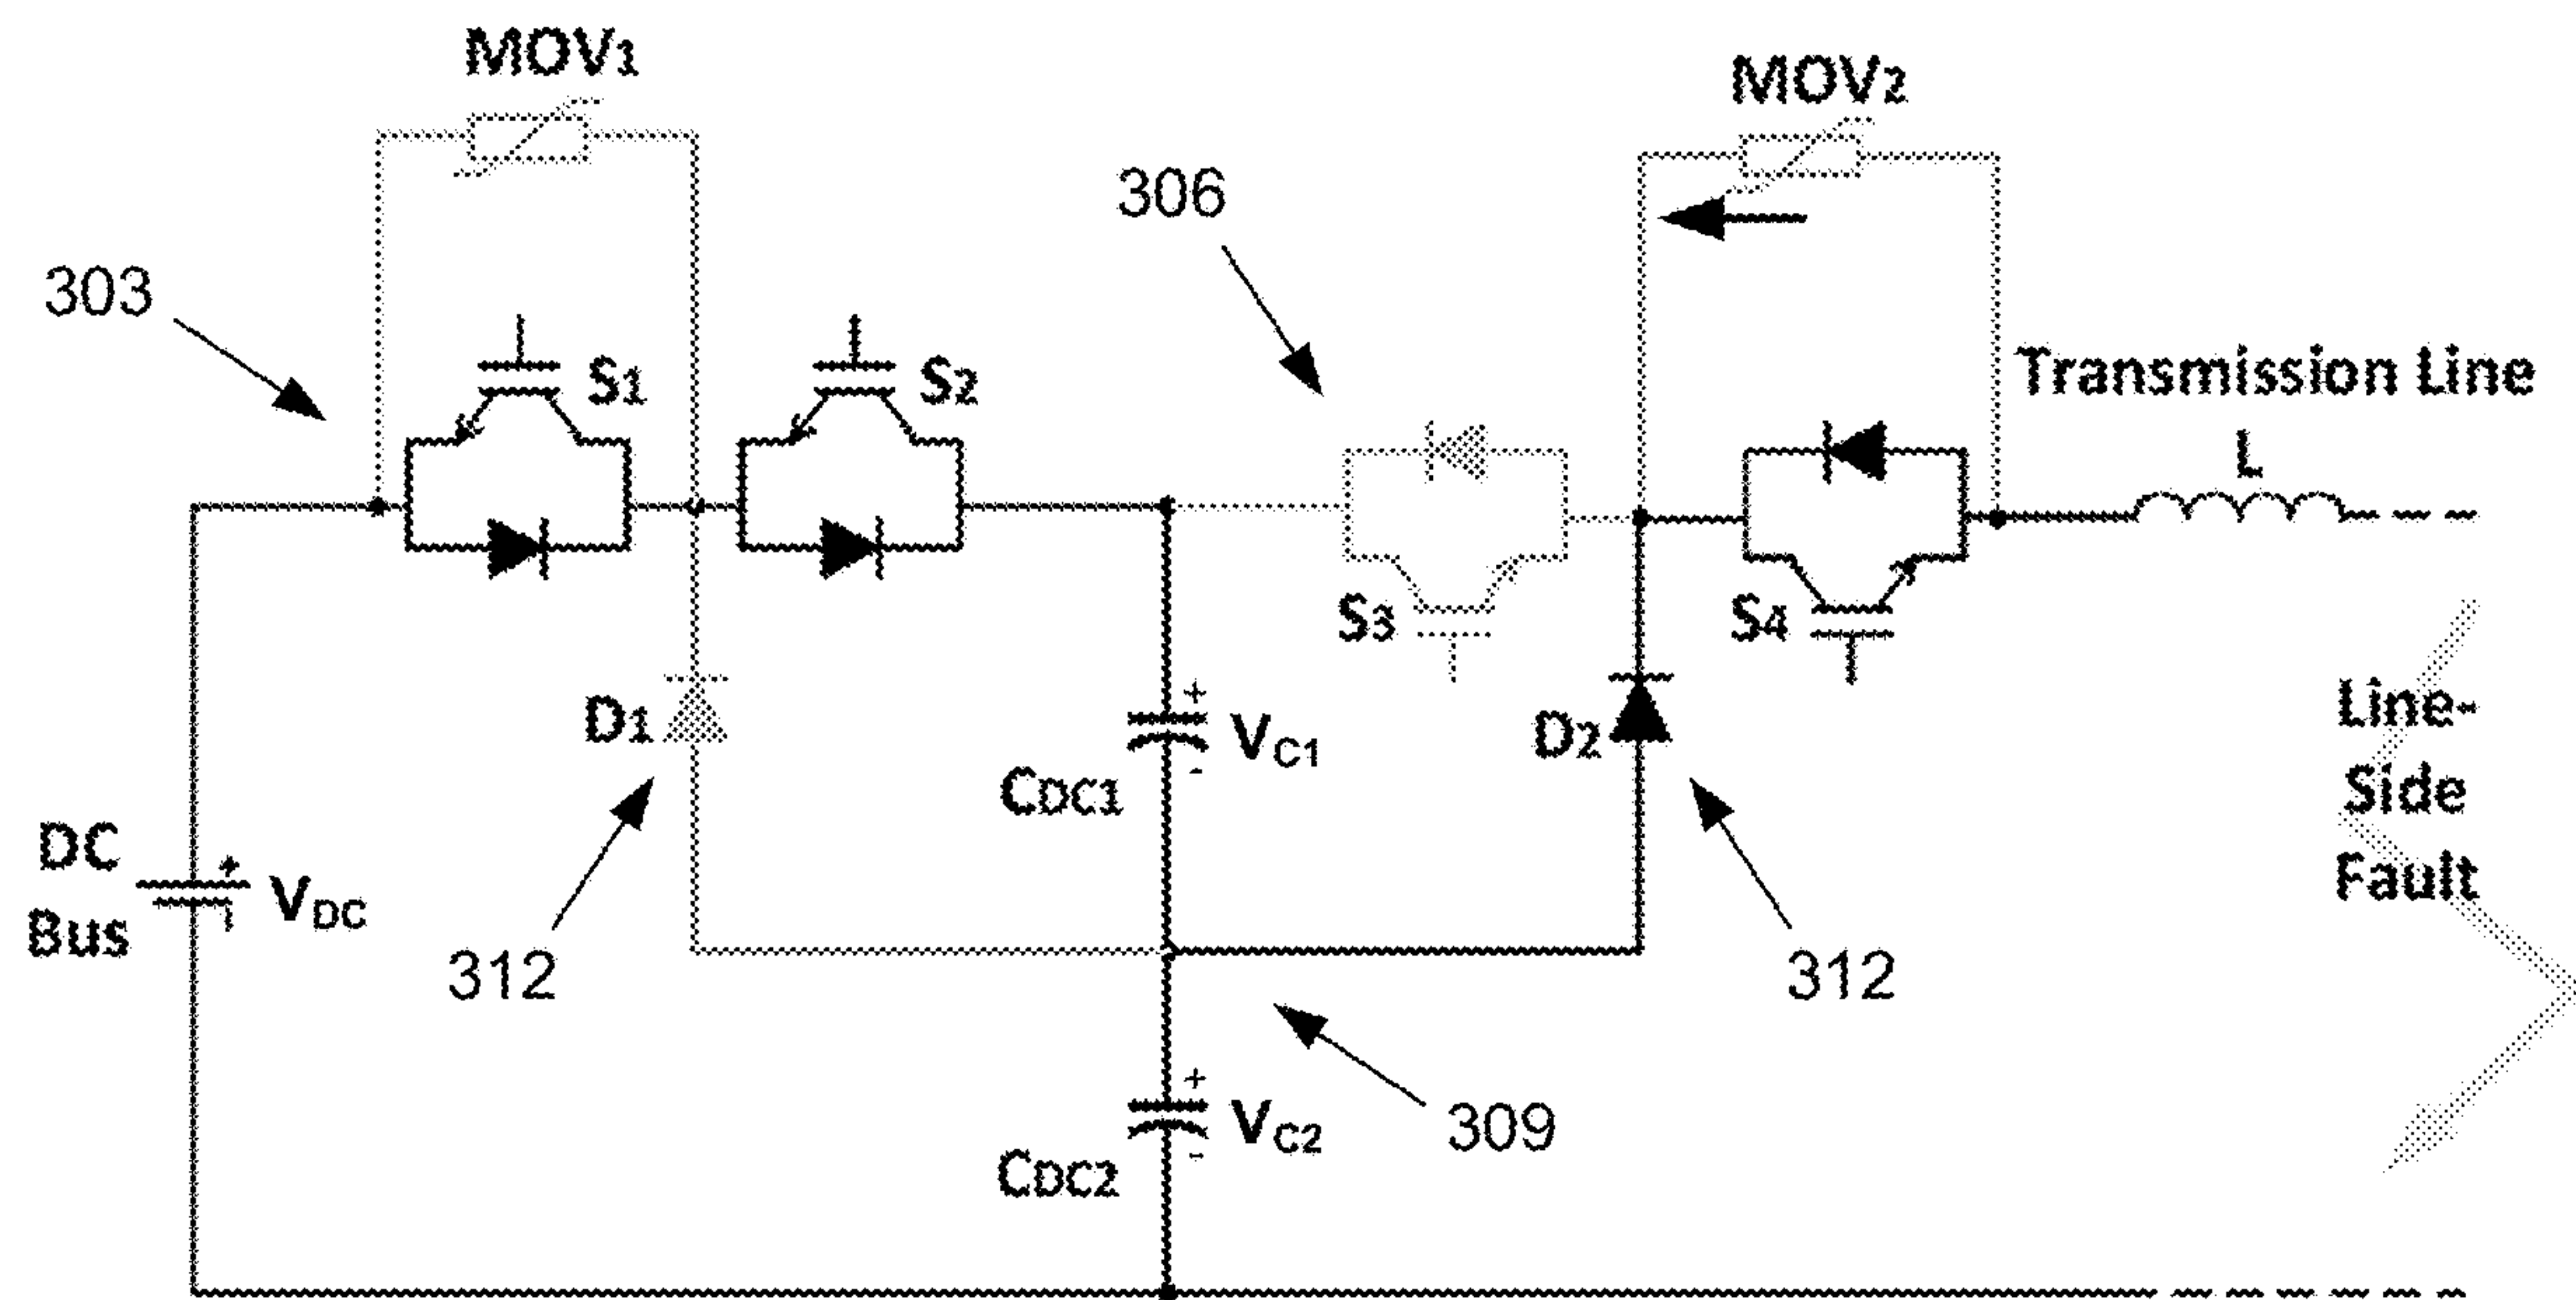 MOV1
MOV2
306
303
S1
S2
Transmission Line
L
S3
S4
D1
CDC1
VC1
+
-
D2
Line-
Side
Fault
DC
Bus
+
-
VDC
312
312
309
CDC2
VC2
+
-